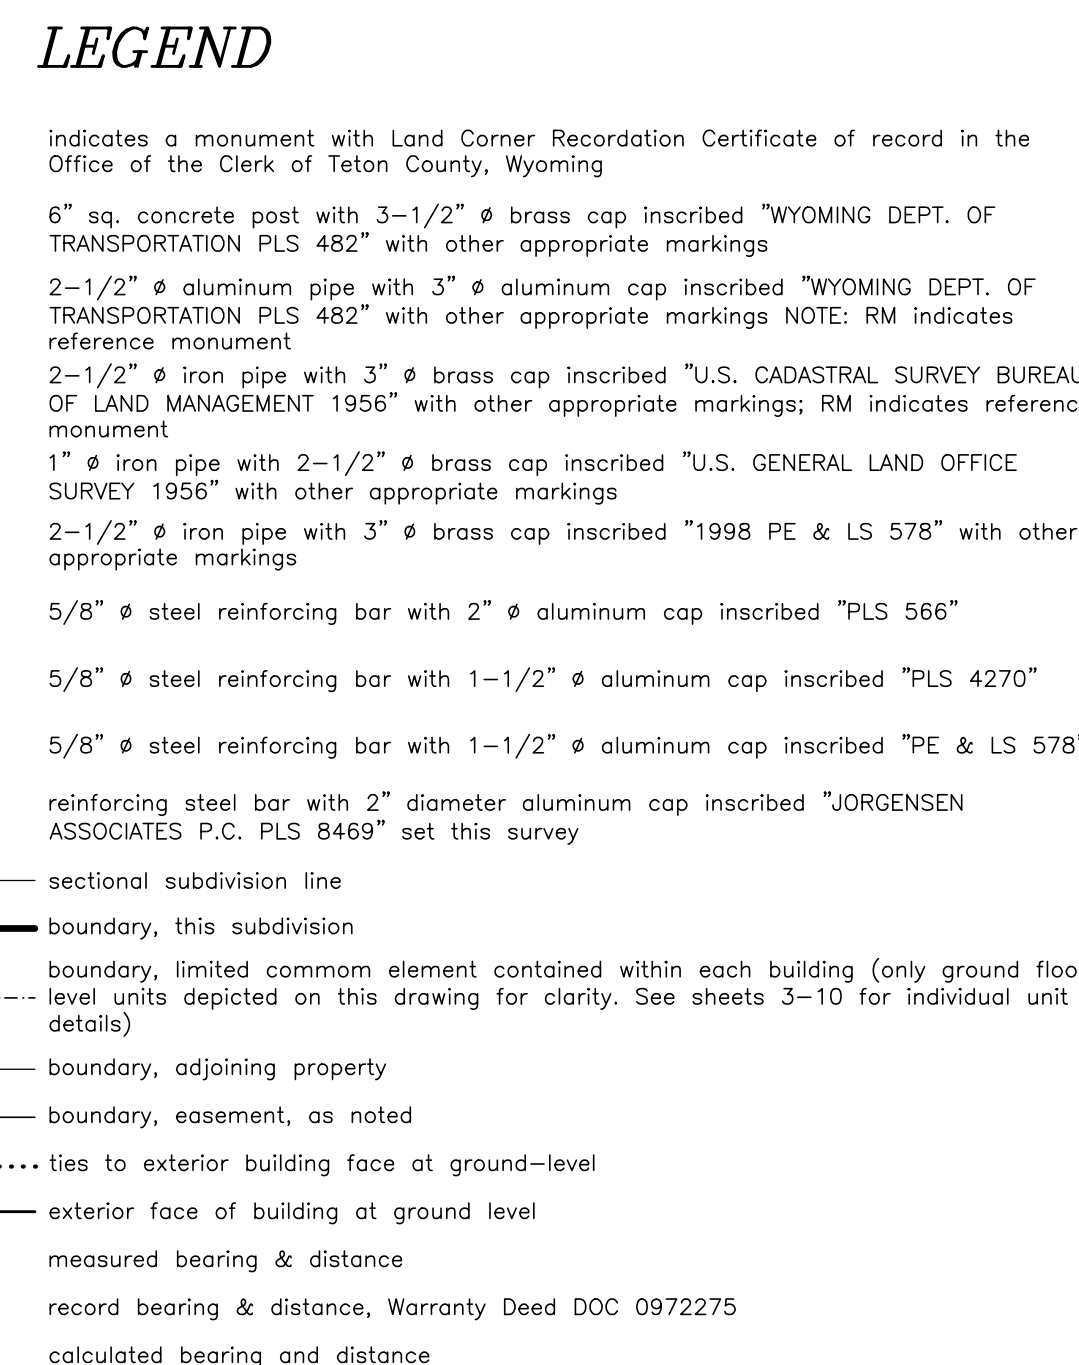 LEGEND
indicates a monument with Land Corner Recordation Certificate of record in the
Office of the Clerk of Teton County, Wyoming
6” sq. concrete post with 3–1/2” ø brass cap inscribed ”WYOMING DEPT. OF
TRANSPORTATION PLS 482” with other appropriate markings
2–1/2” ø aluminum pipe with 3” ø aluminum cap inscribed ”WYOMING DEPT. OF
TRANSPORTATION PLS 482” with other appropriate markings NOTE: RM indicates
reference monument
2–1/2” ø iron pipe with 3” ø brass cap inscribed ”U.S. CADASTRAL SURVEY BUREAU
OF LAND MANAGEMENT 1956” with other appropriate markings; RM indicates referenc
monument
1” ø iron pipe with 2–1/2” ø brass cap inscribed ”U.S. GENERAL LAND OFFICE
SURVEY 1956” with other appropriate markings
2–1/2” ø iron pipe with 3” ø brass cap inscribed ”1998 PE & LS 578” with other
appropriate markings
5/8” ø steel reinforcing bar with 2” ø aluminum cap inscribed ”PLS 566”
5/8” ø steel reinforcing bar with 1–1/2” ø aluminum cap inscribed ”PLS 4270”
5/8” ø steel reinforcing bar with 1–1/2” ø aluminum cap inscribed ”PE & LS 578”
reinforcing steel bar with 2” diameter aluminum cap inscribed ”JORGENSEN
ASSOCIATES P.C. PLS 8469” set this survey
sectional subdivision line
boundary, this subdivision
boundary, limited commom element contained within each building (only ground floo
level units depicted on this drawing for clarity. See sheets 3–10 for individual unit
details)
boundary, adjoining property
boundary, easement, as noted
ties to exterior building face at ground–level
exterior face of building at ground level
measured bearing & distance
record bearing & distance, Warranty Deed DOC 0972275
calculated bearing and distance